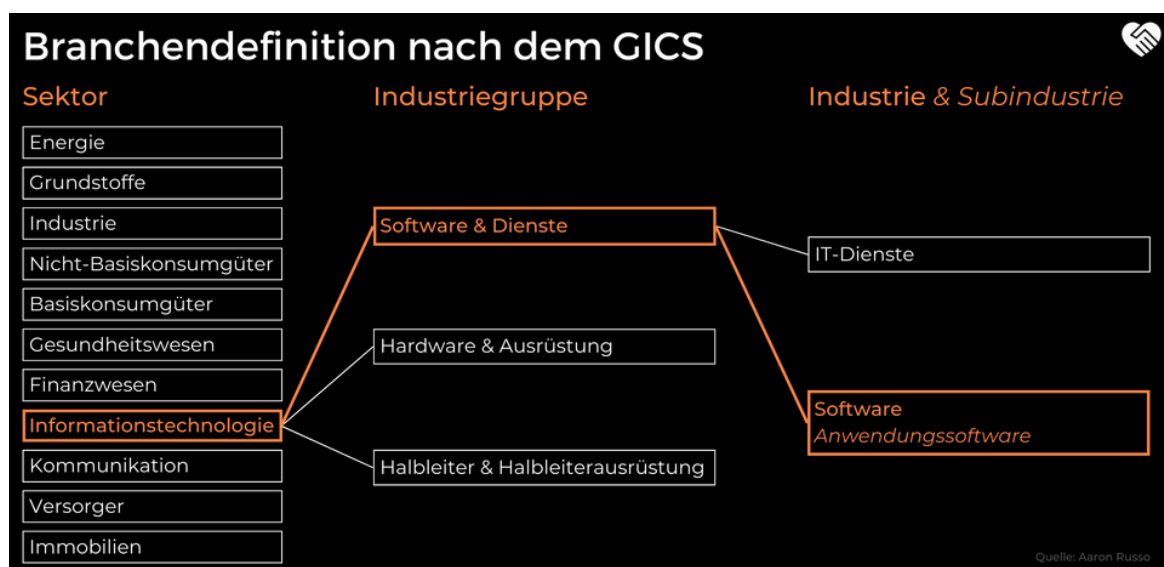 Branchendefinition nach dem GICS
Sektor
Industriegruppe
Industrie & Subindustrie
Energie
Grundstoffe
Industrie
Nicht-Basiskonsumgüter
Basiskonsumgüter
Gesundheitswesen
Finanzwesen
Informationstechnologie
Kommunikation
Versorger
Immobilien
Software & Dienste
Hardware & Ausrüstung
Halbleiter & Halbleiterausrüstung
IT-Dienste
Software
Anwendungssoftware
Quelle: Aaron Russo